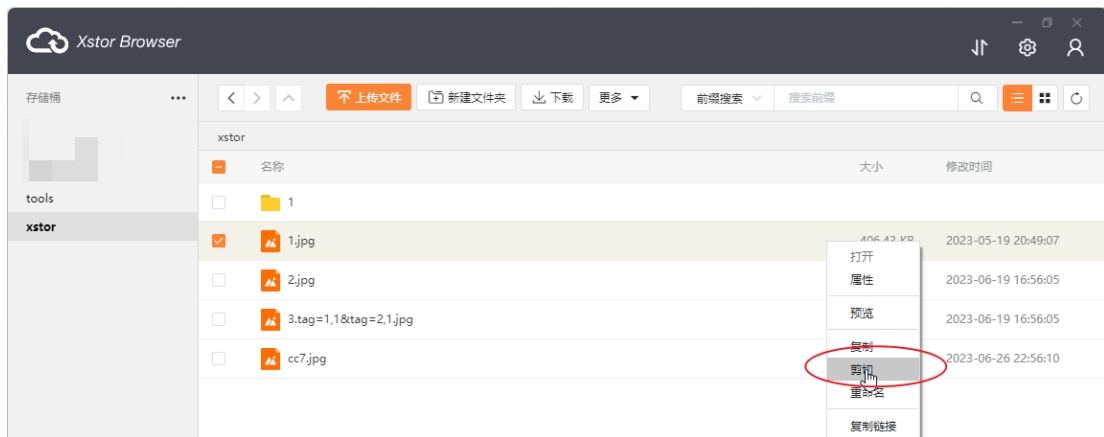 Xstor Browser
存储桶
上传文件 新建文件夹 下载 更多 前缀搜索 搜索前缀
xstor
名称 大小 修改时间
tools
1
xstor
1.jpg 406.43 KB 2023-05-19 20:49:07
打开
属性
2.jpg 2023-06-19 16:56:05
预览
3.tag=1,1&tag=2,1.jpg 2023-06-19 16:56:05
复制
cc7.jpg 2023-06-26 22:56:10
剪切
重命名
复制链接